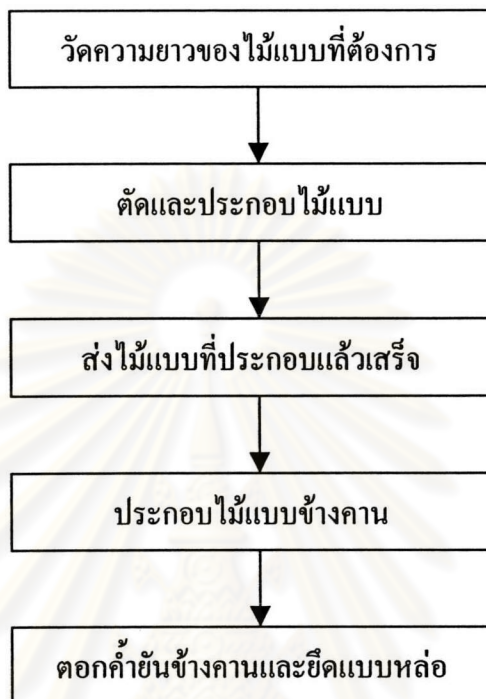 วัดความยาวของไม้แบบที่ต้องการ
ตัดและประกอบไม้แบบ
ส่งไม้แบบที่ประกอบแล้วเสร็จ
ประกอบไม้แบบข้างคาน
ตอกค้ำยันข้างคานและยึดแบบหล่อ